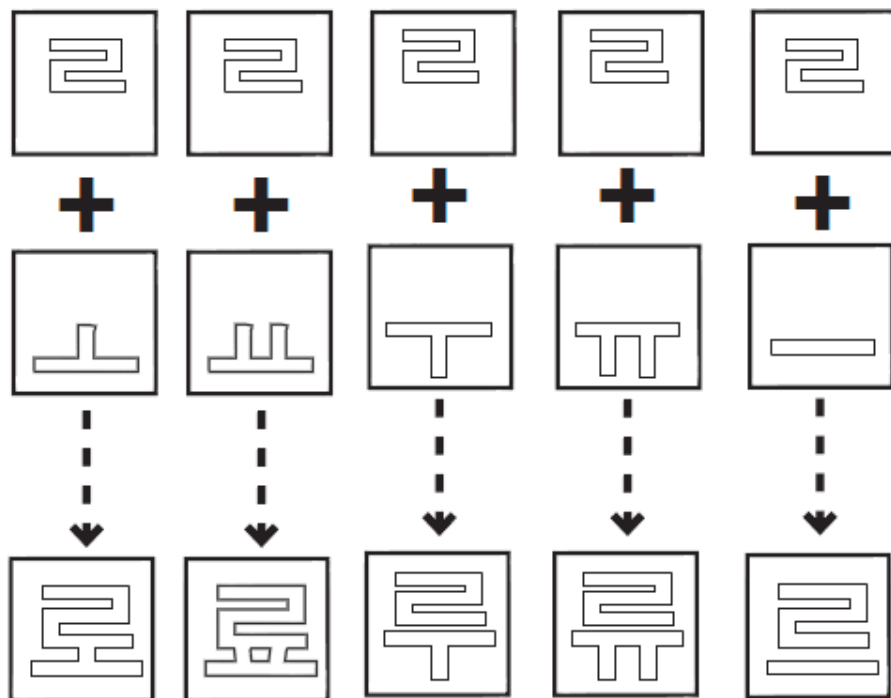 ㄹ ㄹ ㄹ ㄹ ㄹ
+ + + + +
ㅗ ㅛ ㅜ ㅠ ㅡ
로 료 루 류 르